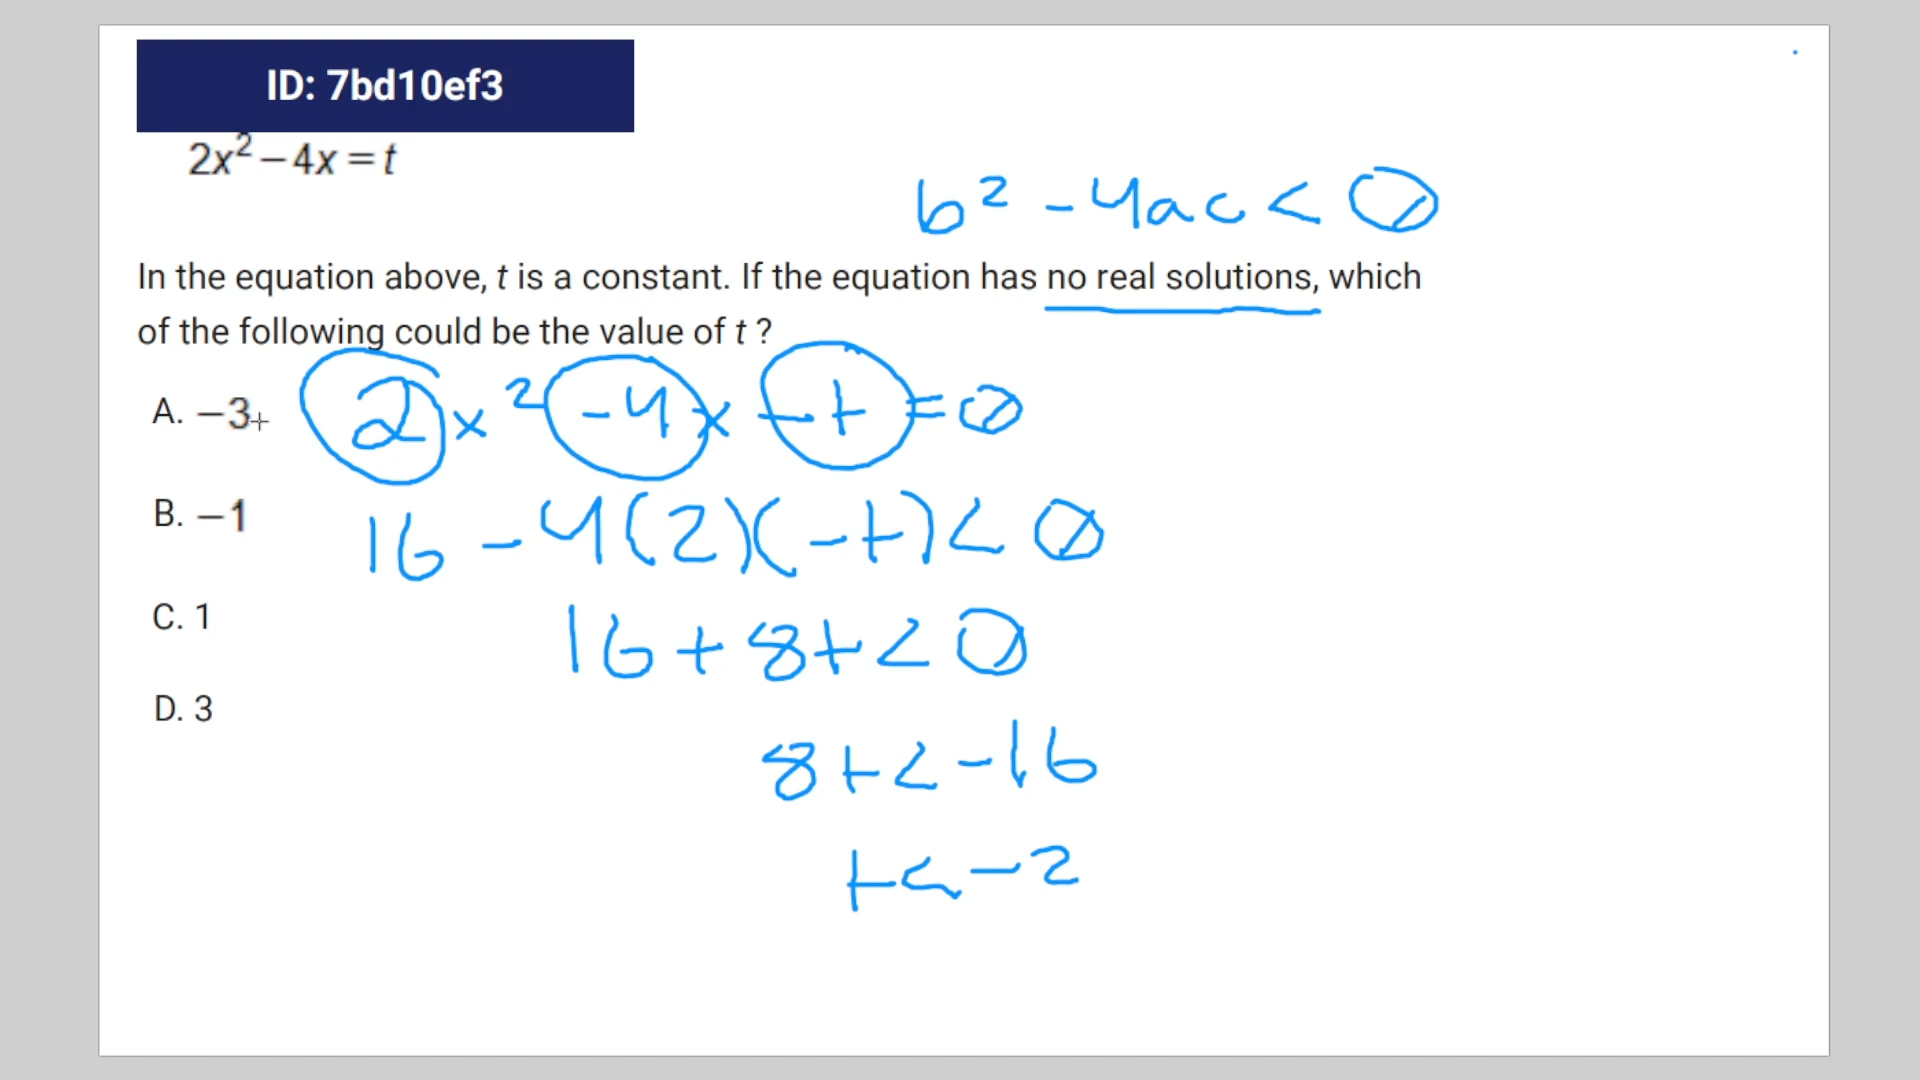 ID: 7bd10ef3
2x² – 4x = t
b² - 4ac < 0
In the equation above, t is a constant. If the equation has no real solutions, which
of the following could be the value of t ?
A. –3
2x² - 4x - t = 0
B. –1
16 - 4(2)(-t) < 0
C. 1
16 + 8t < 0
D. 3
8t < -16
t < -2